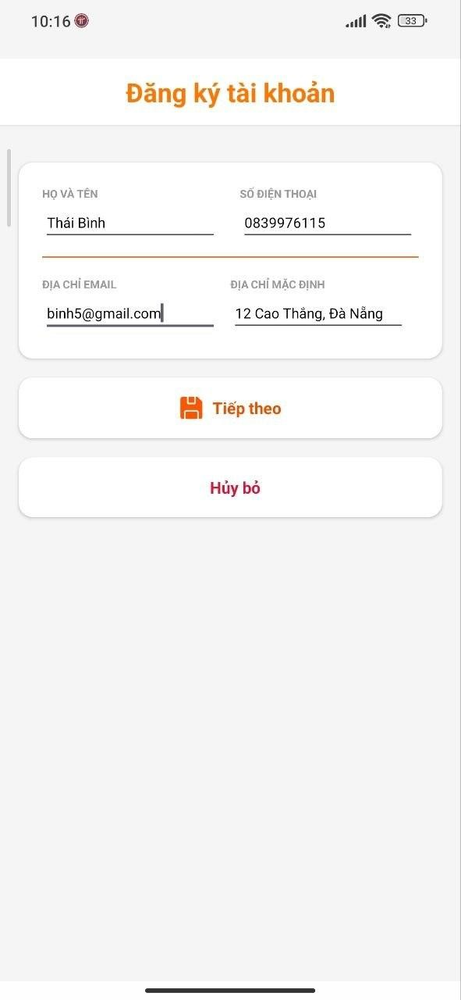 10:16
33
Đăng ký tài khoản
HỌ VÀ TÊN SỐ ĐIỆN THOẠI
Thái Bình 0839976115
ĐỊA CHỈ EMAIL ĐỊA CHỈ MẶC ĐỊNH
binh5@gmail.com 12 Cao Thắng, Đà Nẵng
Tiếp theo
Hủy bỏ